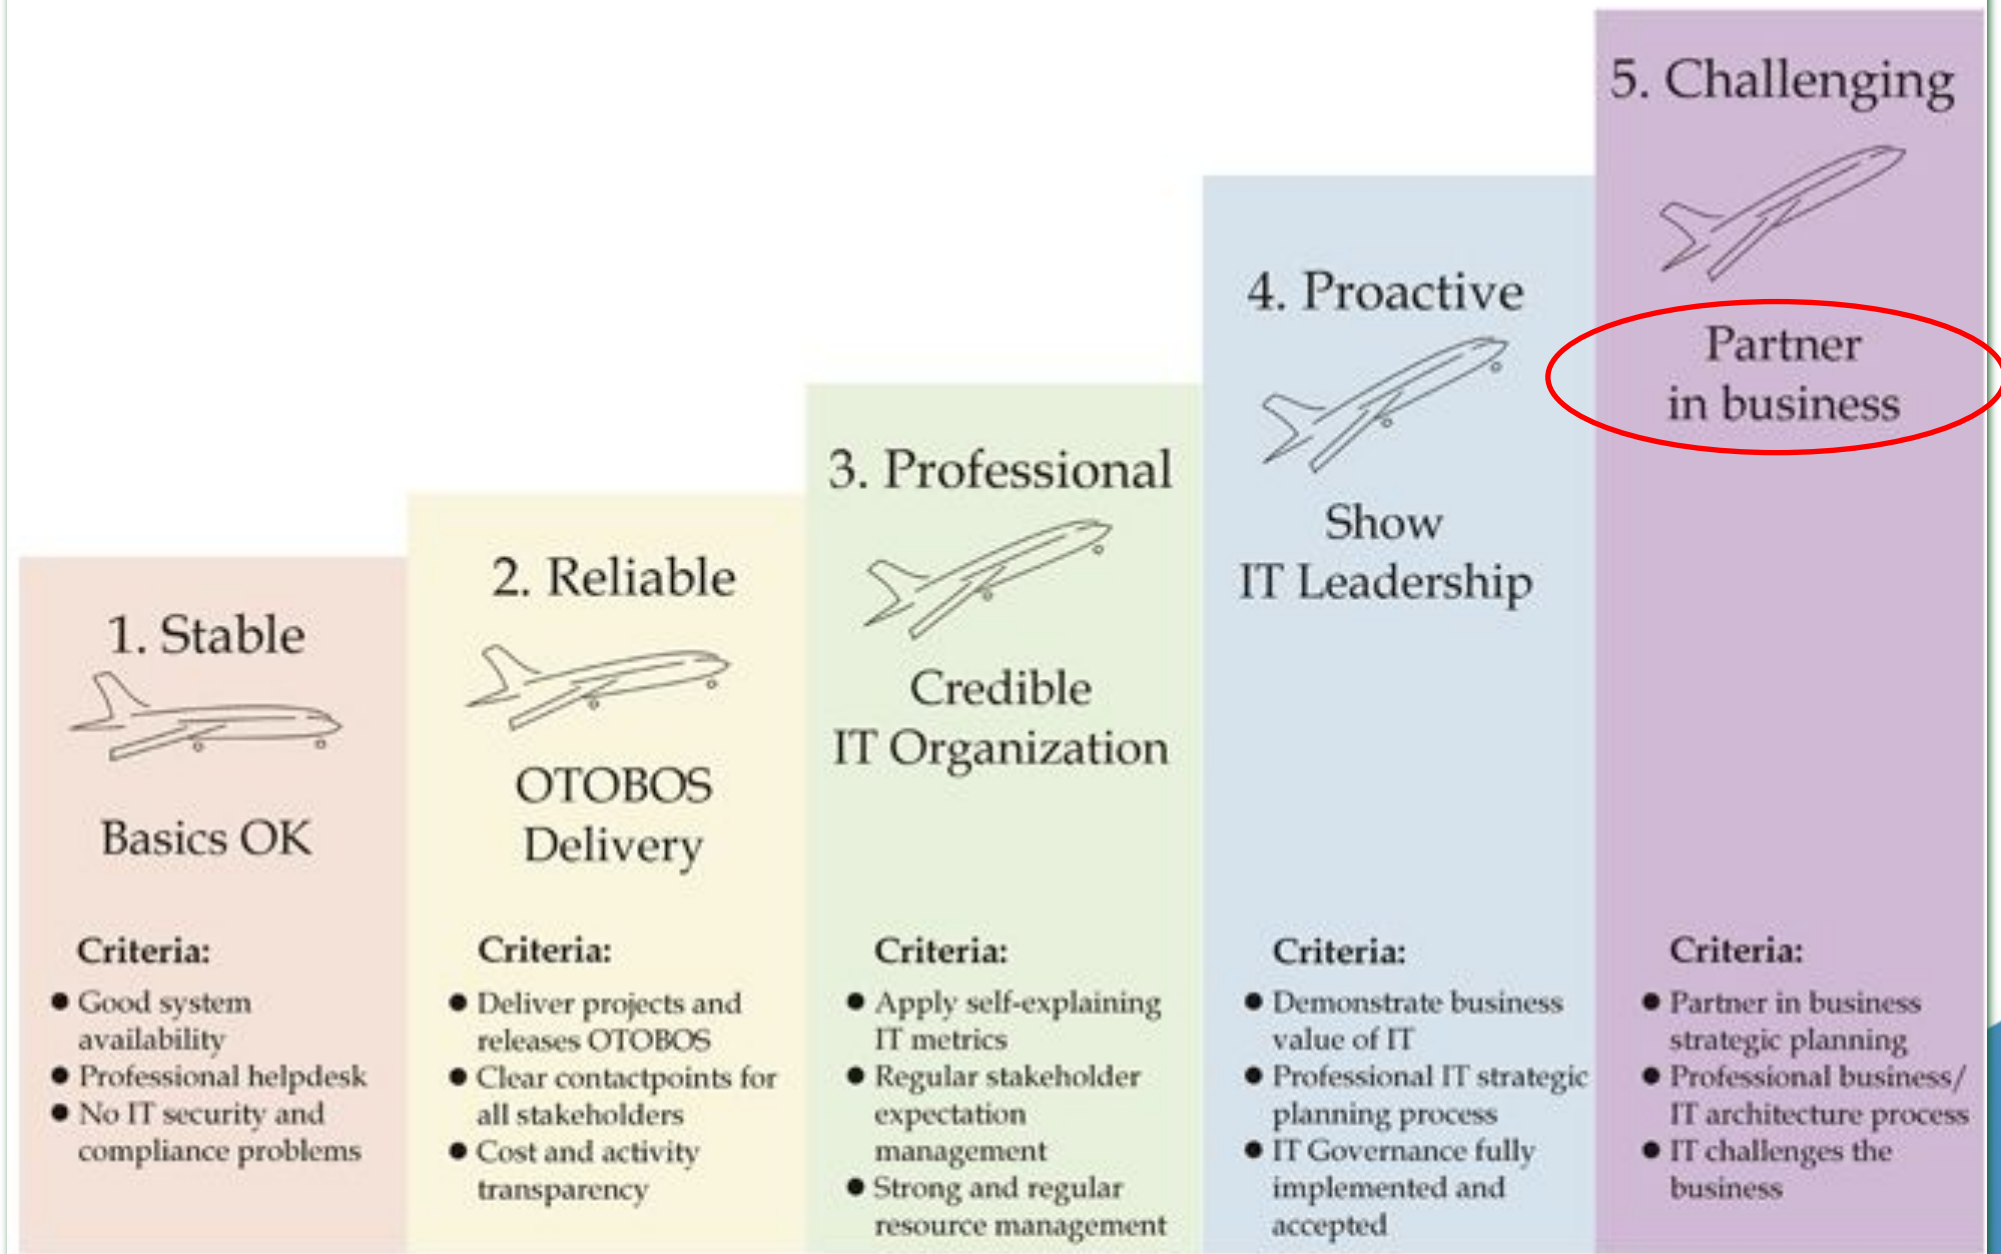 1. Stable
Basics OK
Criteria:
● Good system
availability
● Professional helpdesk
● No IT security and
compliance problems
2. Reliable
OTOBOS
Delivery
Criteria:
● Deliver projects and
releases OTOBOS
● Clear contactpoints for
all stakeholders
● Cost and activity
transparency
3. Professional
Credible
IT Organization
Criteria:
● Apply self-explaining
IT metrics
● Regular stakeholder
expectation
management
● Strong and regular
resource management
4. Proactive
Show
IT Leadership
Criteria:
● Demonstrate business
value of IT
● Professional IT strategic
planning process
● IT Governance fully
implemented and
accepted
5. Challenging
Partner
in business
Criteria:
● Partner in business
strategic planning
● Professional business/
IT architecture process
● IT challenges the
business